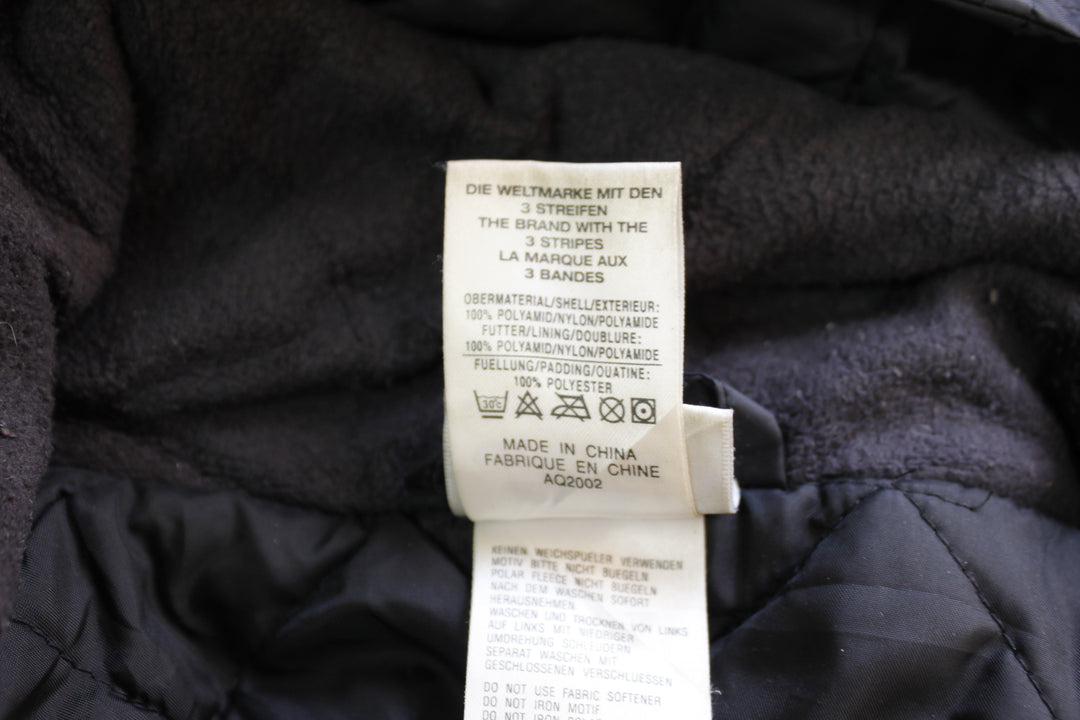 DIE WELTMARKE MIT DEN
3 STREIFEN
THE BRAND WITH THE
3 STRIPES
LA MARQUE AUX
3 BANDES
OBERMATERIAL/SHELL/EXTERIEUR:
100% POLYAMID/NYLON/POLYAMIDE
FUTTER/LINING/DOUBLURE:
100% POLYAMID/NYLON/POLYAMIDE
FUELLUNG/PADDING/OUATINE:
100% POLYESTER
30°C
MADE IN CHINA
FABRIQUE EN CHINE
AQ2002
KEINEN WEICHSPUELER VERWENDEN
MOTIV BITTE NICHT BUEGELN
POLAR FLEECE NICHT BUEGELN
NACH DEM WASCHEN SOFORT
HERAUSNEHMEN
WASCHEN UND TROCKNEN VON LINKS
AUF LINKS MIT NIEDRIGER
UMDREHUNG SCHLEUDERN
SEPARAT WASCHEN MIT
GESCHLOSSENEN VERSCHLUESSEN
DO NOT USE FABRIC SOFTENER
DO NOT IRON MOTIF
DO NOT IRON